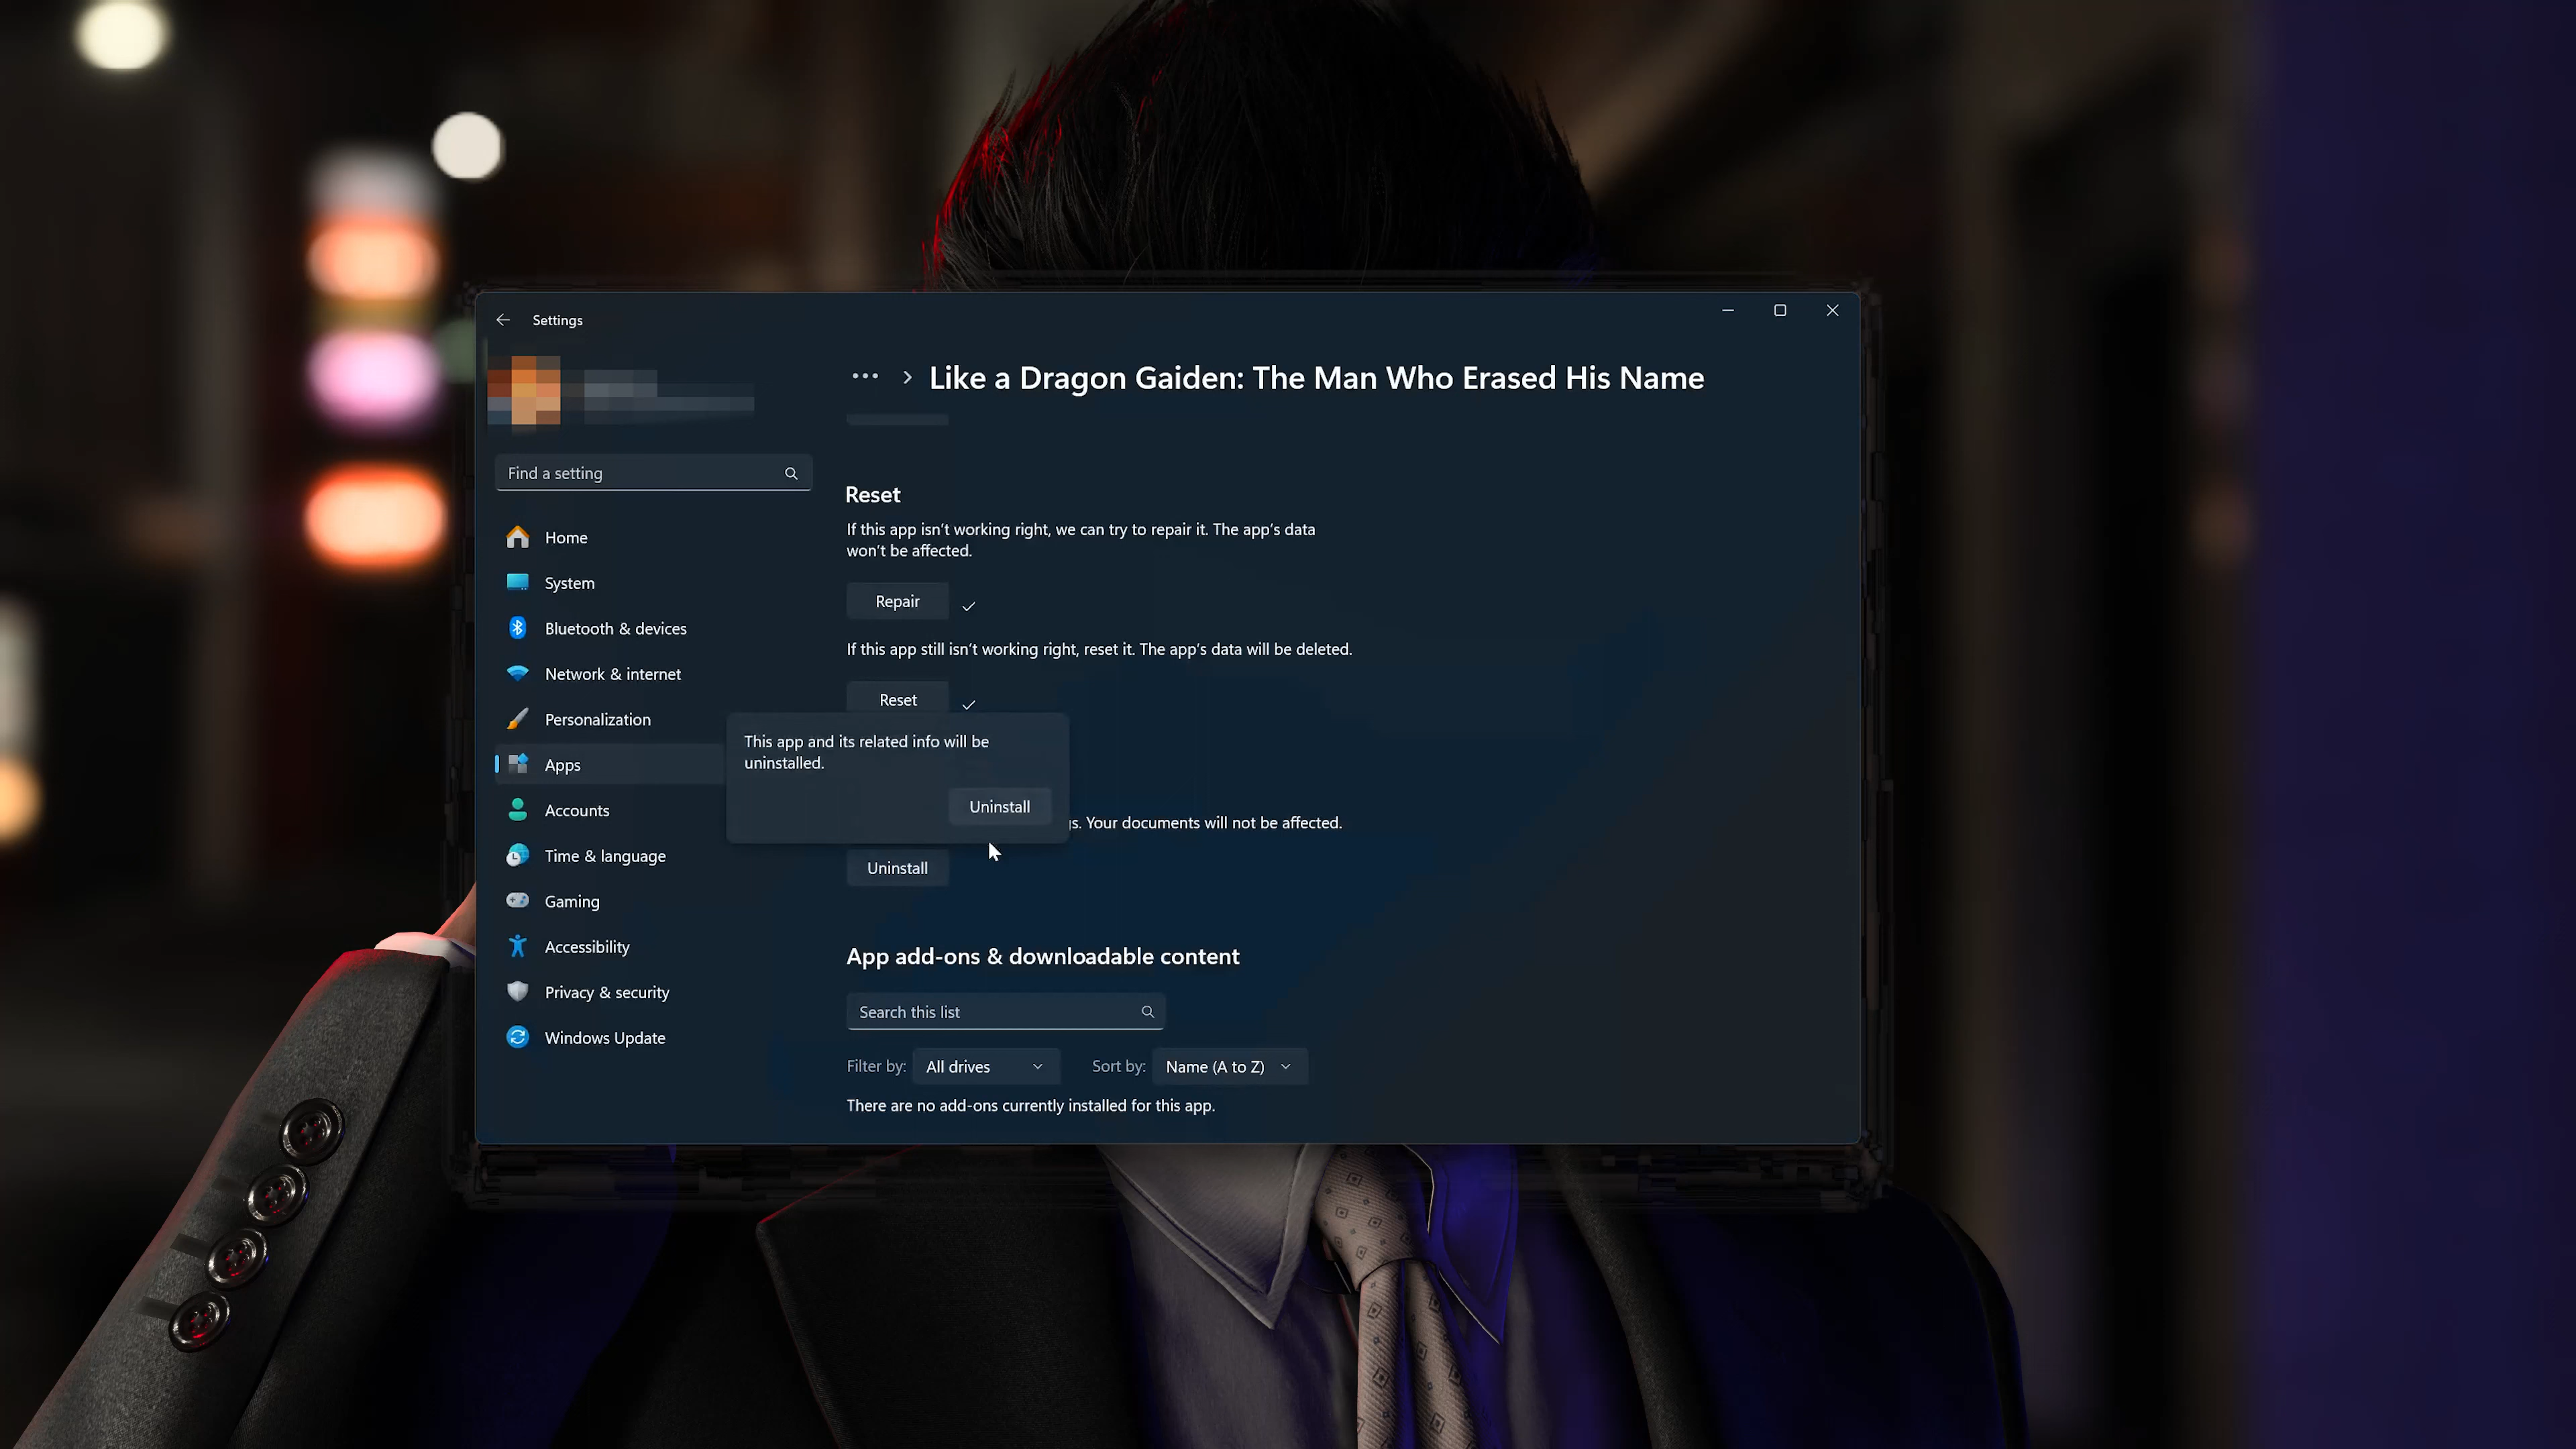 Settings
Like a Dragon Gaiden: The Man Who Erased His Name
Find a setting
Home
System
Bluetooth & devices
Network & internet
Personalization
Apps
Accounts
Time & language
Gaming
Accessibility
Privacy & security
Windows Update
Reset
If this app isn't working right, we can try to repair it. The app's data
won't be affected.
Repair
If this app still isn't working right, reset it. The app's data will be deleted.
Reset
This app and its related info will be
uninstalled.
Uninstall
Your documents will not be affected.
Uninstall
App add-ons & downloadable content
Search this list
Filter by: All drives
Sort by: Name (A to Z)
There are no add-ons currently installed for this app.